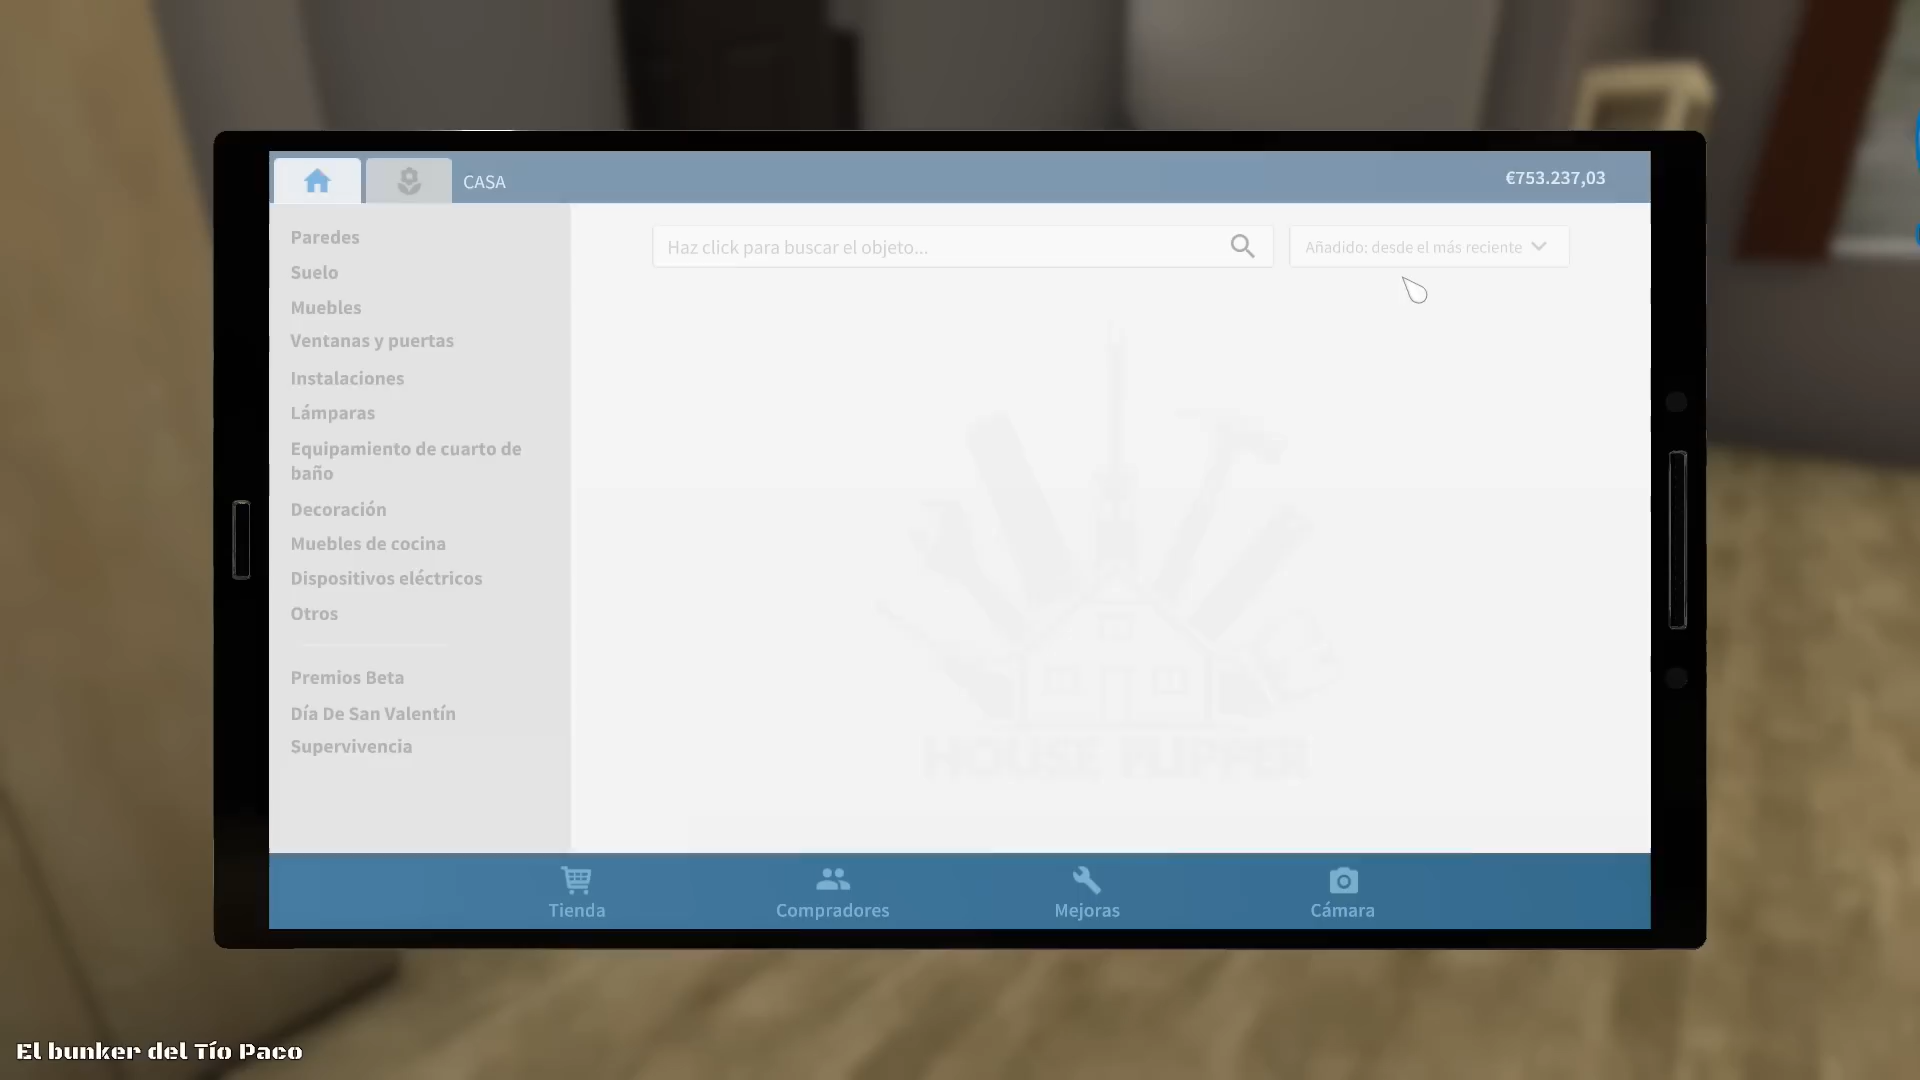 CASA
€753.237,03
Haz click para buscar el objeto...
Añadido: desde el más reciente
Paredes
Suelo
Muebles
Ventanas y puertas
Instalaciones
Lámparas
Equipamiento de cuarto de
baño
Decoración
Muebles de cocina
Dispositivos eléctricos
Otros
Premios Beta
Día De San Valentín
Supervivencia
HOUSE FLIPPER
Tienda
Compradores
Mejoras
Cámara
El bunker del Tío Paco